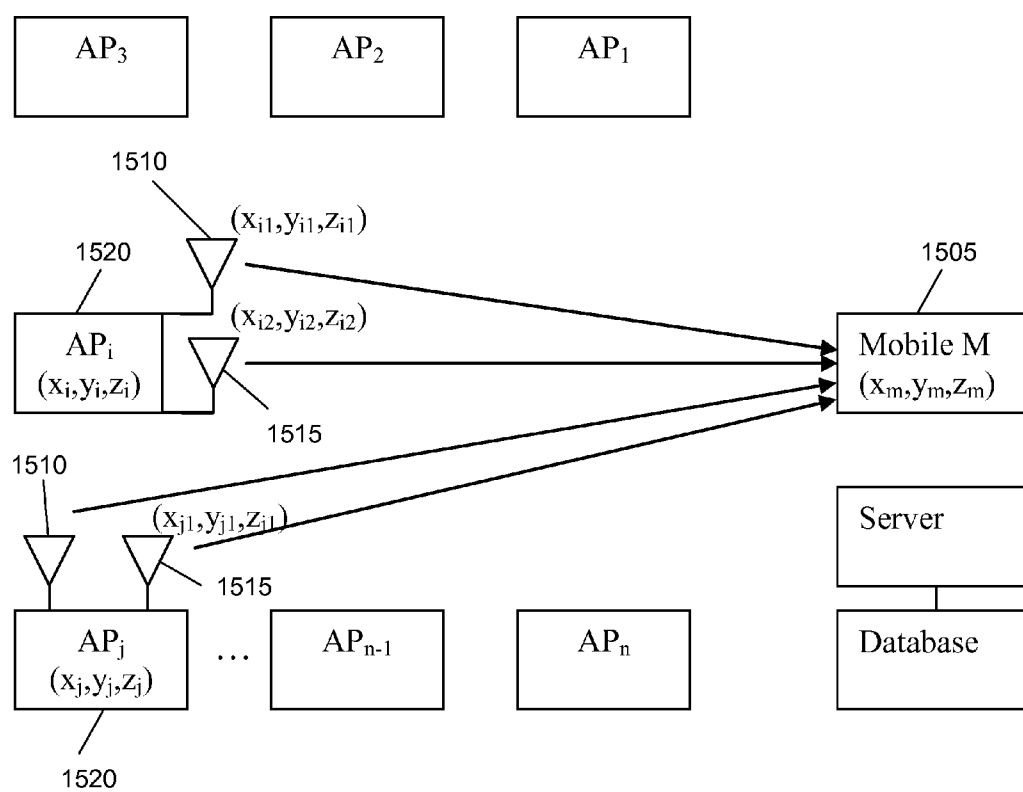 AP₃ AP₂ AP₁
1510
(xᵢ₁,yᵢ₁,zᵢ₁)
1520 1505
(xᵢ₂,yᵢ₂,zᵢ₂)
APᵢ Mobile M
(xᵢ,yᵢ,zᵢ) (xₘ,yₘ,zₘ)
1515
1510
(xⱼ₁,yⱼ₁,zⱼ₁) Server
1515
APⱼ … APₙ₋₁ APₙ Database
(xⱼ,yⱼ,zⱼ)
1520